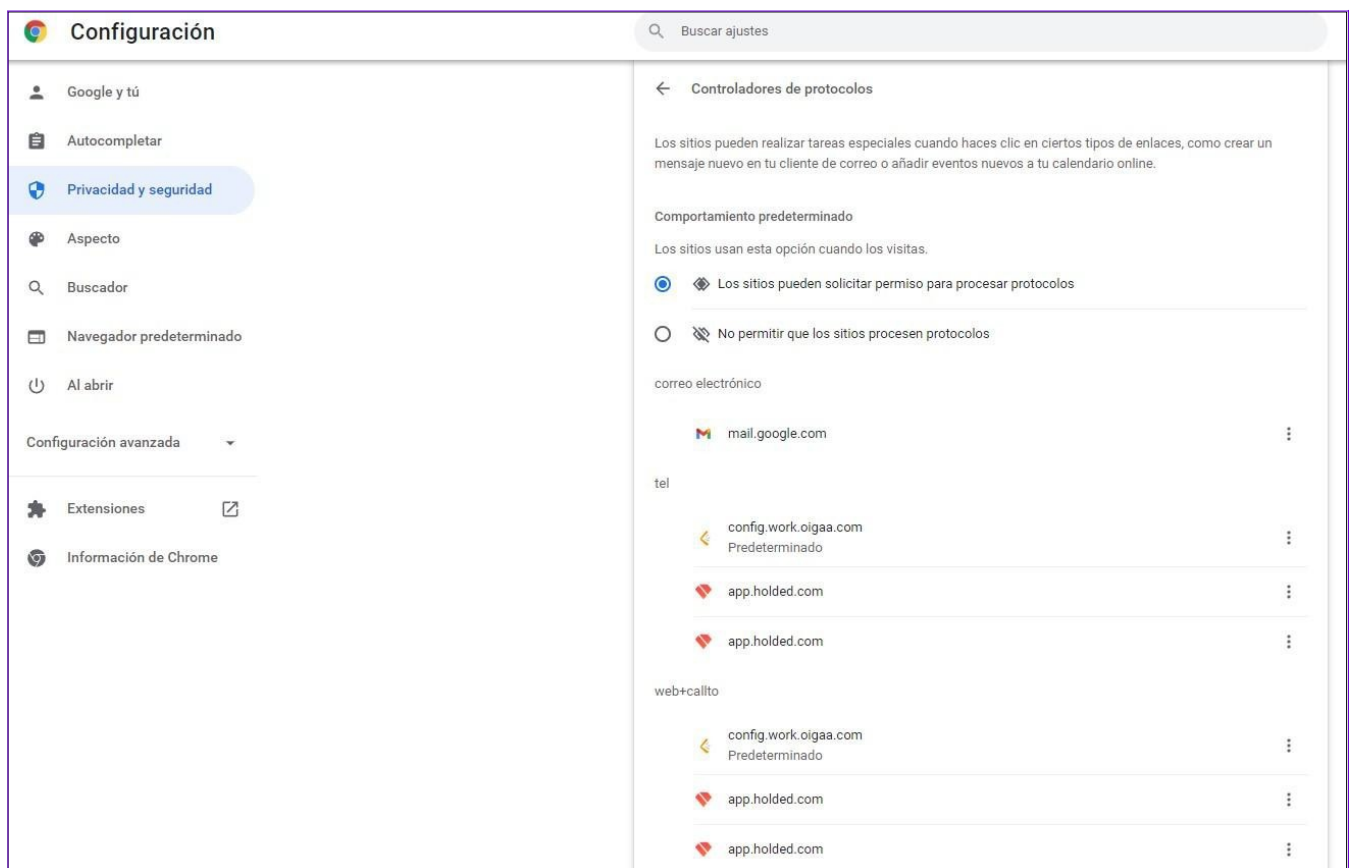 Configuración
Buscar ajustes
Google y tú
Autocompletar
Privacidad y seguridad
Aspecto
Buscador
Navegador predeterminado
Al abrir
Configuración avanzada
Extensiones
Información de Chrome
Controladores de protocolos
Los sitios pueden realizar tareas especiales cuando haces clic en ciertos tipos de enlaces, como crear un
mensaje nuevo en tu cliente de correo o añadir eventos nuevos a tu calendario online.
Comportamiento predeterminado
Los sitios usan esta opción cuando los visitas.
Los sitios pueden solicitar permiso para procesar protocolos
No permitir que los sitios procesen protocolos
correo electrónico
mail.google.com
tel
config.work.oigaa.com
Predeterminado
app.holded.com
app.holded.com
web+callto
config.work.oigaa.com
Predeterminado
app.holded.com
app.holded.com